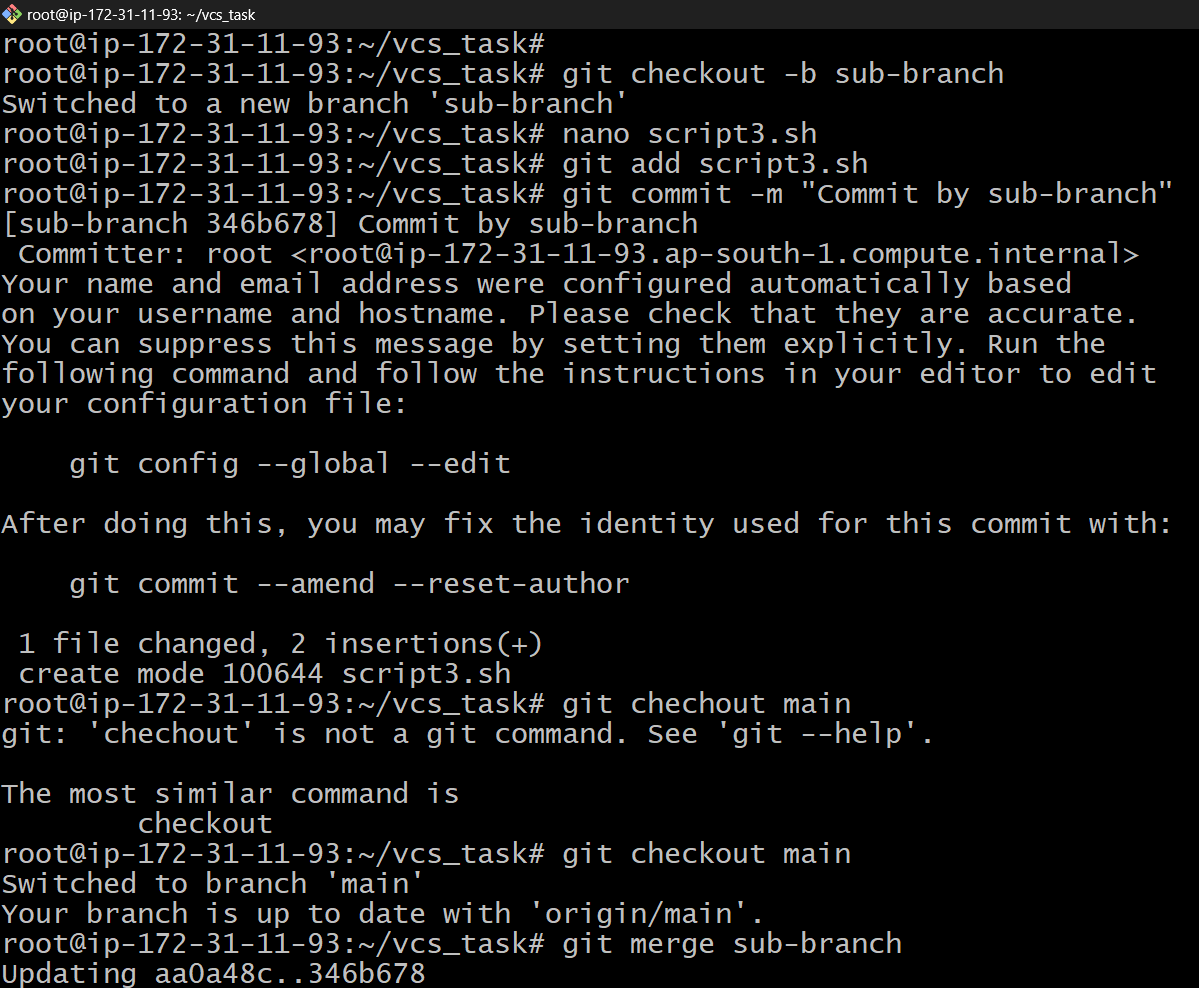 root@ip-172-31-11-93: ~/vcs_task
root@ip-172-31-11-93:~/vcs_task#
root@ip-172-31-11-93:~/vcs_task# git checkout -b sub-branch
Switched to a new branch 'sub-branch'
root@ip-172-31-11-93:~/vcs_task# nano script3.sh
root@ip-172-31-11-93:~/vcs_task# git add script3.sh
root@ip-172-31-11-93:~/vcs_task# git commit -m "Commit by sub-branch"
[sub-branch 346b678] Commit by sub-branch
 Committer: root <root@ip-172-31-11-93.ap-south-1.compute.internal>
Your name and email address were configured automatically based
on your username and hostname. Please check that they are accurate.
You can suppress this message by setting them explicitly. Run the
following command and follow the instructions in your editor to edit
your configuration file:

    git config --global --edit

After doing this, you may fix the identity used for this commit with:

    git commit --amend --reset-author

 1 file changed, 2 insertions(+)
 create mode 100644 script3.sh
root@ip-172-31-11-93:~/vcs_task# git chechout main
git: 'chechout' is not a git command. See 'git --help'.

The most similar command is
        checkout
root@ip-172-31-11-93:~/vcs_task# git checkout main
Switched to branch 'main'
Your branch is up to date with 'origin/main'.
root@ip-172-31-11-93:~/vcs_task# git merge sub-branch
Updating aa0a48c..346b678